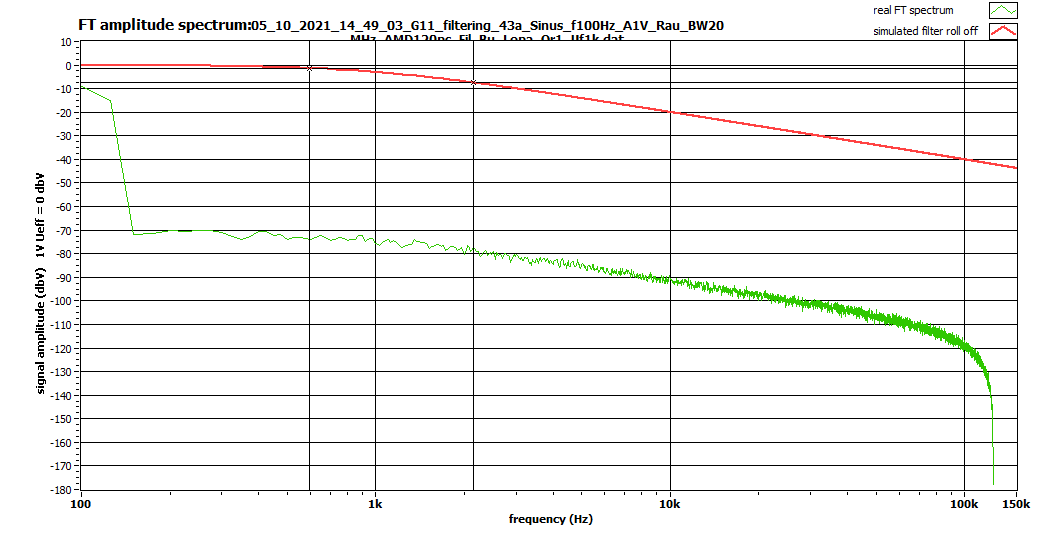 real FT spectrum
simulated filter roll off
FT amplitude spectrum:05_10_2021_14_49_03_G11_filtering_43a_Sinus_f100Hz_A1V_Rau_BW20
10
0
-10
-20
-30
-40
-50
-60
-70
-80
-90
-100
-110
-120
-130
-140
-150
-160
-170
-180
signal amplitude (dbV) 1V Ueff = 0 dbV
100
1k
10k
100k
150k
frequency (Hz)